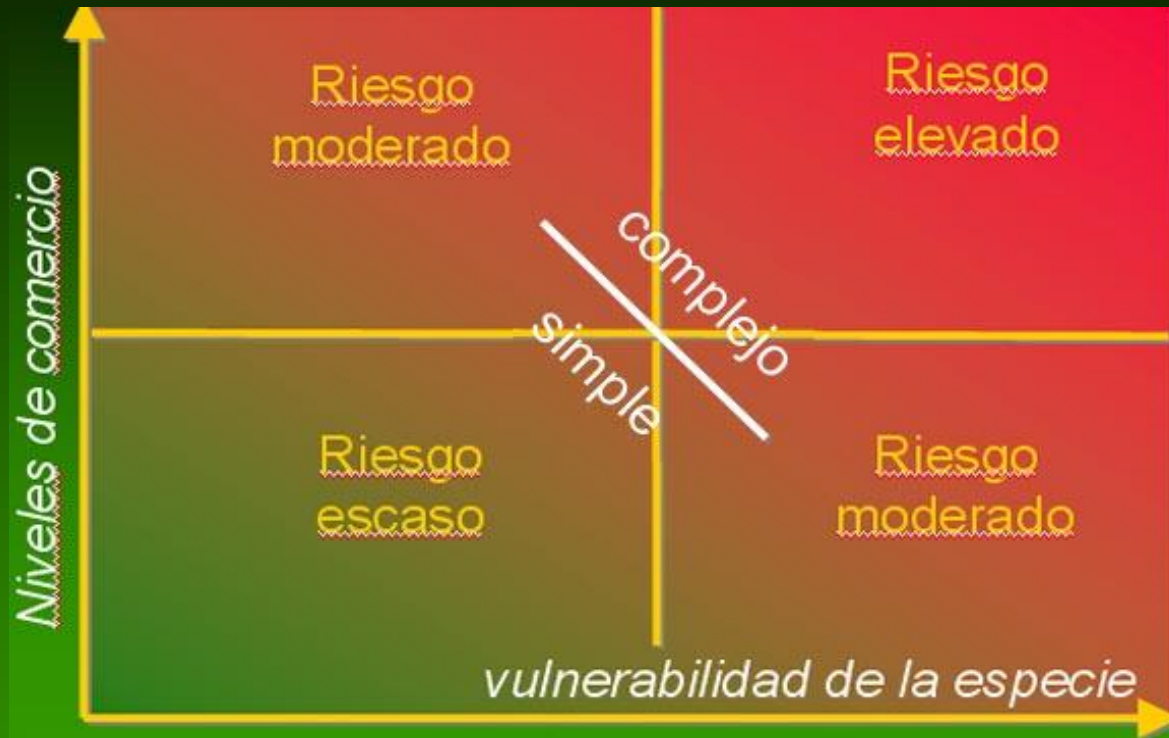 Riesgo
moderado
Riesgo
elevado
Niveles de comercio
complejo
simple
Riesgo
escaso
Riesgo
moderado
vulnerabilidad de la especie